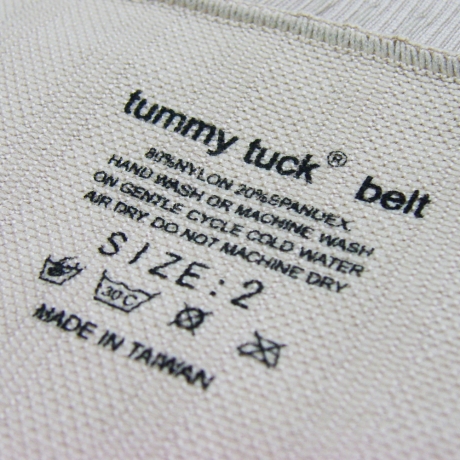 tummy tuck® belt
80%NYLON 20%SPANDEX
HAND WASH OR MACHINE WASH
ON GENTLE CYCLE COLD WATER
AIR DRY. DO NOT MACHINE DRY
SIZE: 2
30°C
MADE IN TAIWAN